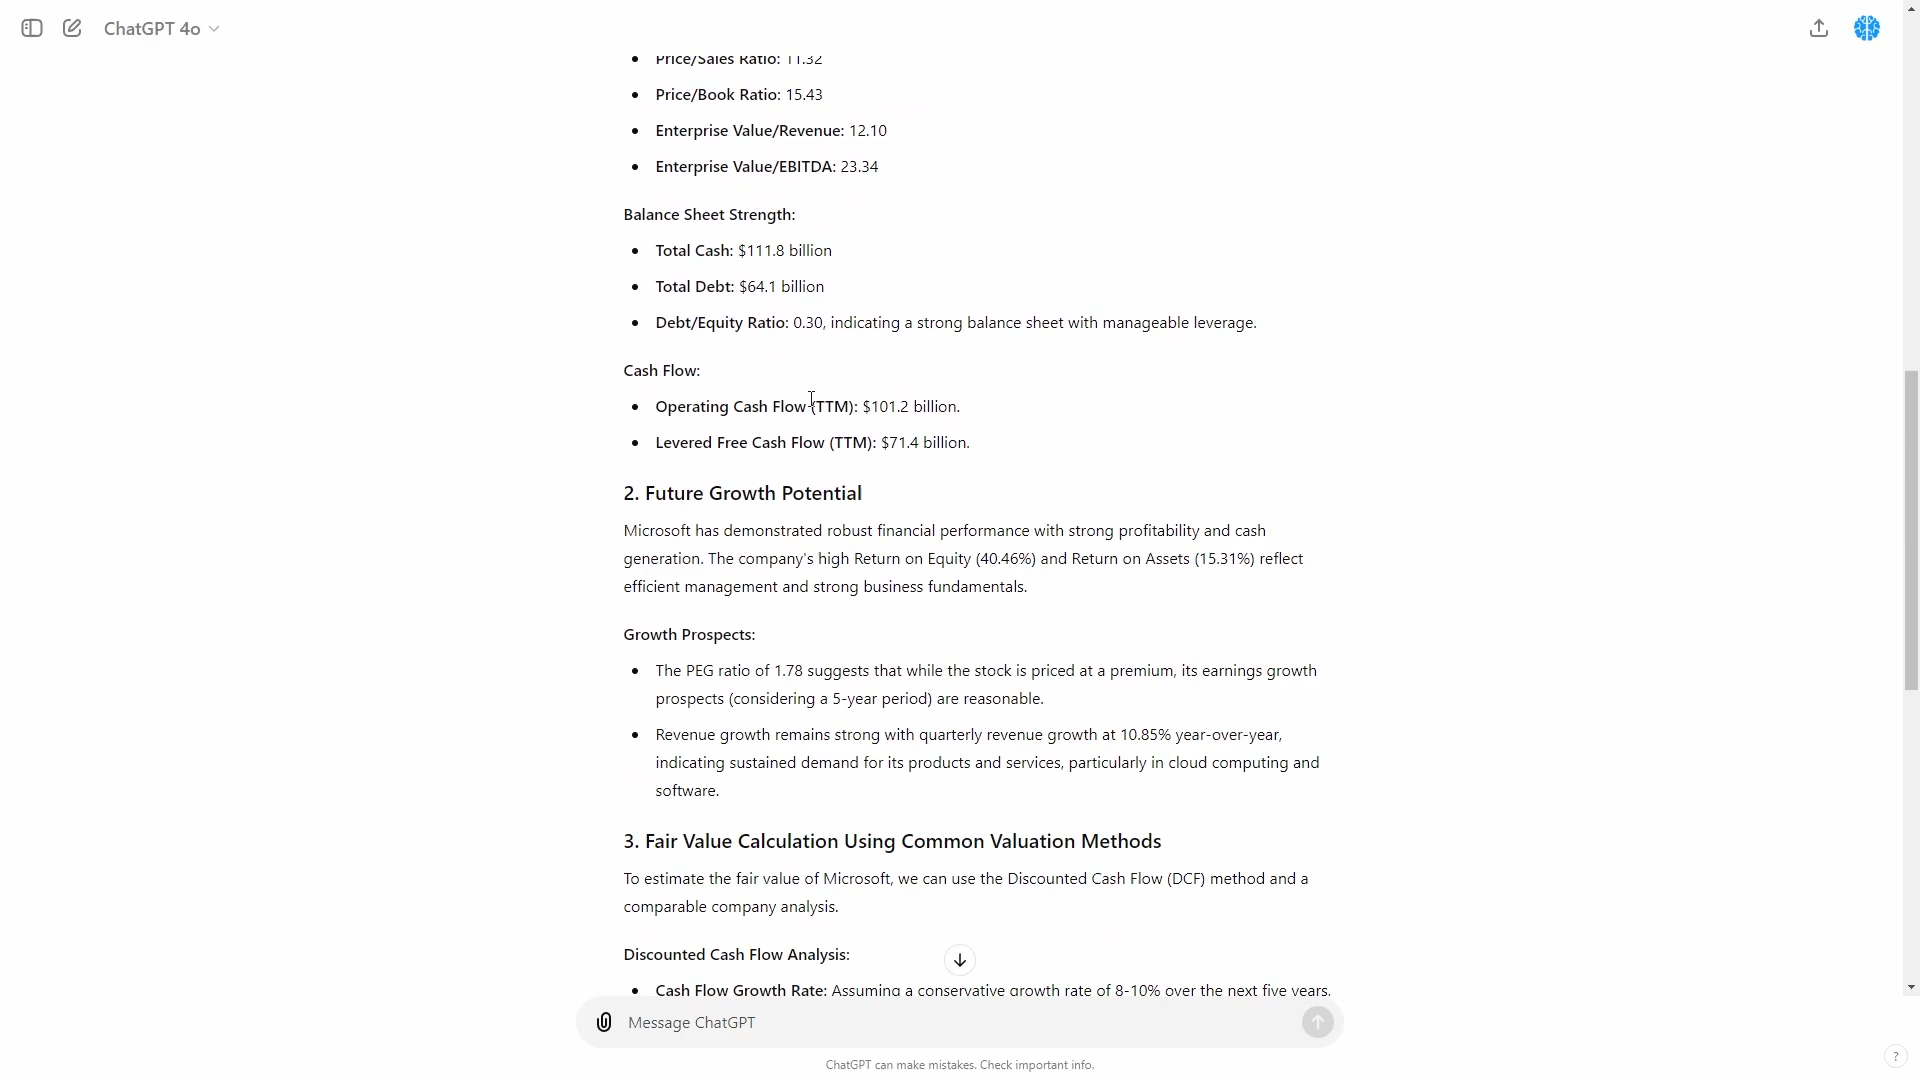 ChatGPT 4o
Price/Sales Ratio: 11.32
Price/Book Ratio: 15.43
Enterprise Value/Revenue: 12.10
Enterprise Value/EBITDA: 23.34
Balance Sheet Strength:
Total Cash: $111.8 billion
Total Debt: $64.1 billion
Debt/Equity Ratio: 0.30, indicating a strong balance sheet with manageable leverage.
Cash Flow:
Operating Cash Flow (TTM): $101.2 billion.
Levered Free Cash Flow (TTM): $71.4 billion.
2. Future Growth Potential
Microsoft has demonstrated robust financial performance with strong profitability and cash
generation. The company's high Return on Equity (40.46%) and Return on Assets (15.31%) reflect
efficient management and strong business fundamentals.
Growth Prospects:
The PEG ratio of 1.78 suggests that while the stock is priced at a premium, its earnings growth
prospects (considering a 5-year period) are reasonable.
Revenue growth remains strong with quarterly revenue growth at 10.85% year-over-year,
indicating sustained demand for its products and services, particularly in cloud computing and
software.
3. Fair Value Calculation Using Common Valuation Methods
To estimate the fair value of Microsoft, we can use the Discounted Cash Flow (DCF) method and a
comparable company analysis.
Discounted Cash Flow Analysis:
Cash Flow Growth Rate: Assuming a conservative growth rate of 8-10% over the next five years.
Message ChatGPT
ChatGPT can make mistakes. Check important info.
?